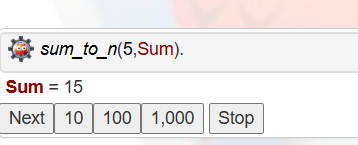 sum_to_n(5,Sum).
Sum = 15
Next 10 100 1,000 Stop